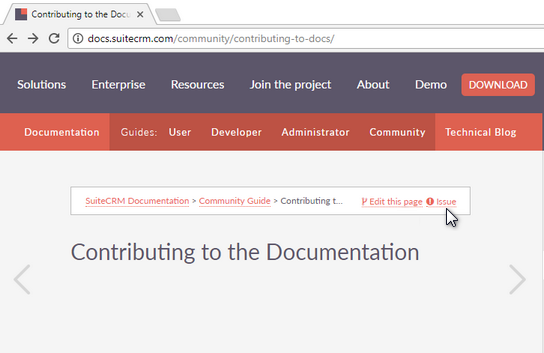 Contributing to the Docu
docs.suitecrm.com/community/contributing-to-docs/
Solutions Enterprise Resources Join the project About Demo DOWNLOAD
Documentation Guides: User Developer Administrator Community Technical Blog
SuiteCRM Documentation > Community Guide > Contributing t... Edit this page Issue
Contributing to the Documentation